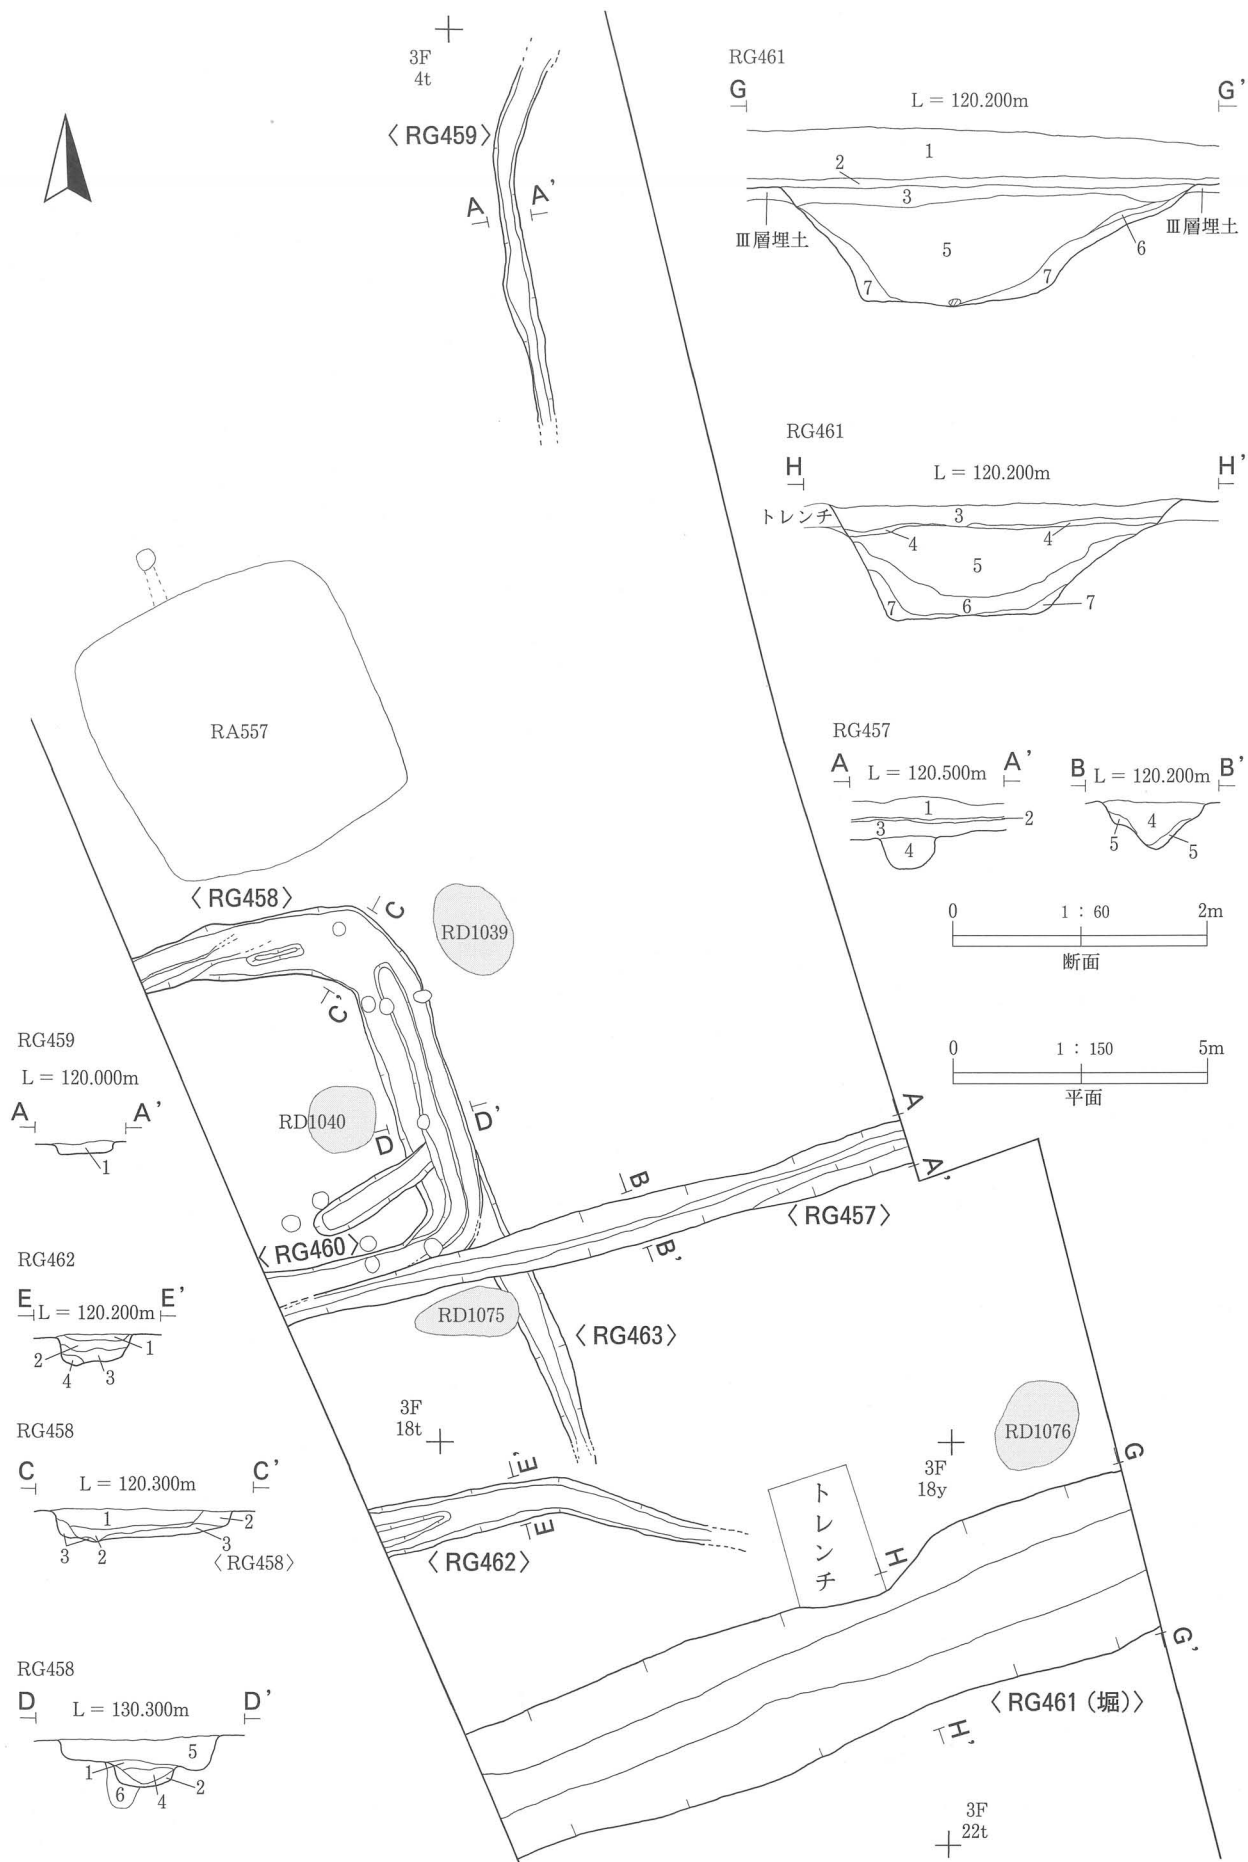 3F
4t
〈 RG459 〉
A A'
RA557
〈 RG458 〉
C
C'
RD1039
RD1040
D D'
B
B'
A
A'
〈 RG457 〉
〈 RG460 〉
RD1075
〈 RG463 〉
3F
18t
E'
E
〈 RG462 〉
トレンチ
H
3F
18y
RD1076
G
G'
〈 RG461（堀）〉
H'
3F
22t
RG461
G G'
L = 120.200m
1
2
3
Ⅲ層埋土 Ⅲ層埋土
5
6
7 7
RG461
H H'
L = 120.200m
トレンチ
3
4 4
5
6
7 7
RG457
A A'
L = 120.500m
1
2
3
4
B B'
L = 120.200m
4
5 5
0 1 : 60 2m
断面
0 1 : 150 5m
平面
RG459
L = 120.000m
A A'
1
RG462
E E'
L = 120.200m
1
2
3
4
RG458
C C'
L = 120.300m
1
2
3 2 3
〈 RG458 〉
RG458
D D'
L = 130.300m
5
1
2
6 4